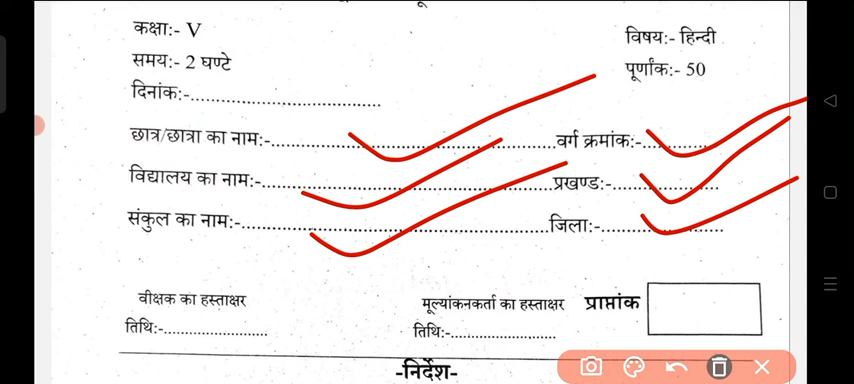 कक्षा:- V
विषय:- हिन्दी
समय:- 2 घण्टे
पूर्णांक:- 50
दिनांक:-
छात्र/छात्रा का नाम:- वर्ग क्रमांक:-
विद्यालय का नाम:- प्रखण्ड:-
संकुल का नाम:- जिला:-
वीक्षक का हस्ताक्षर मूल्यांकनकर्ता का हस्ताक्षर प्राप्तांक
तिथि:- तिथि:-
-निर्देश-